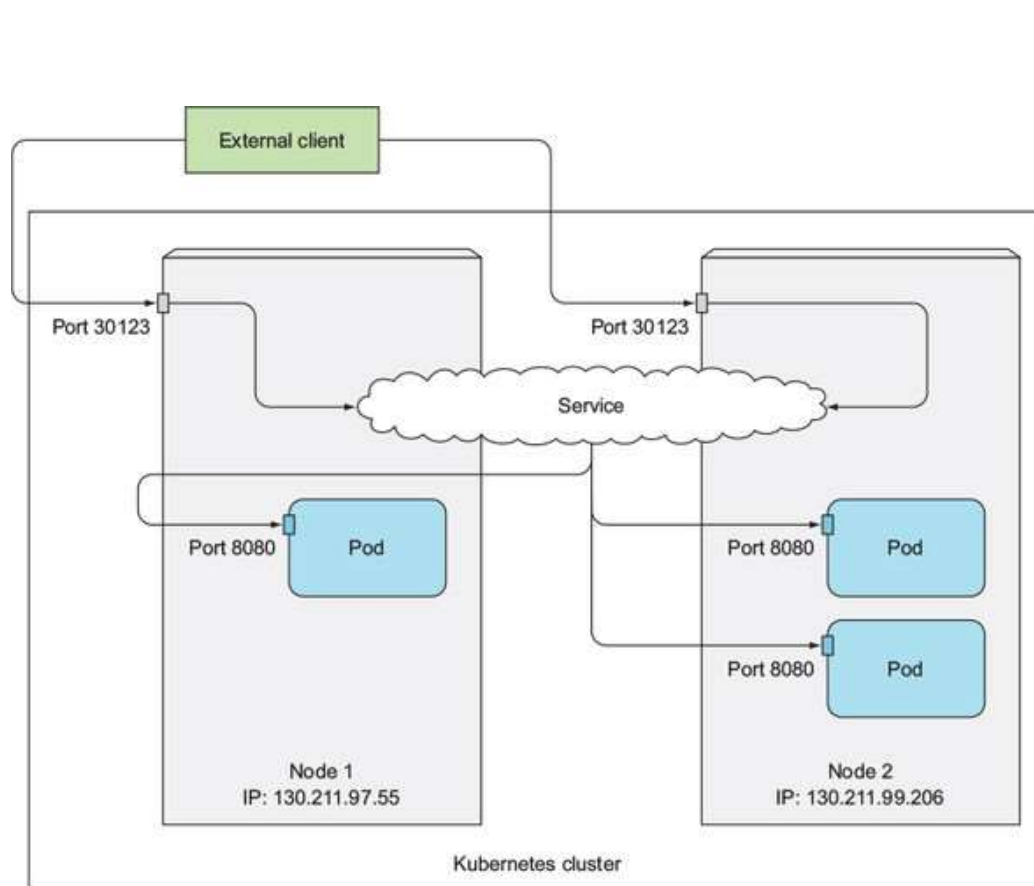 External client
Port 30123
Port 30123
Service
Port 8080
Pod
Port 8080
Pod
Port 8080
Pod
Node 1
IP: 130.211.97.55
Node 2
IP: 130.211.99.206
Kubernetes cluster